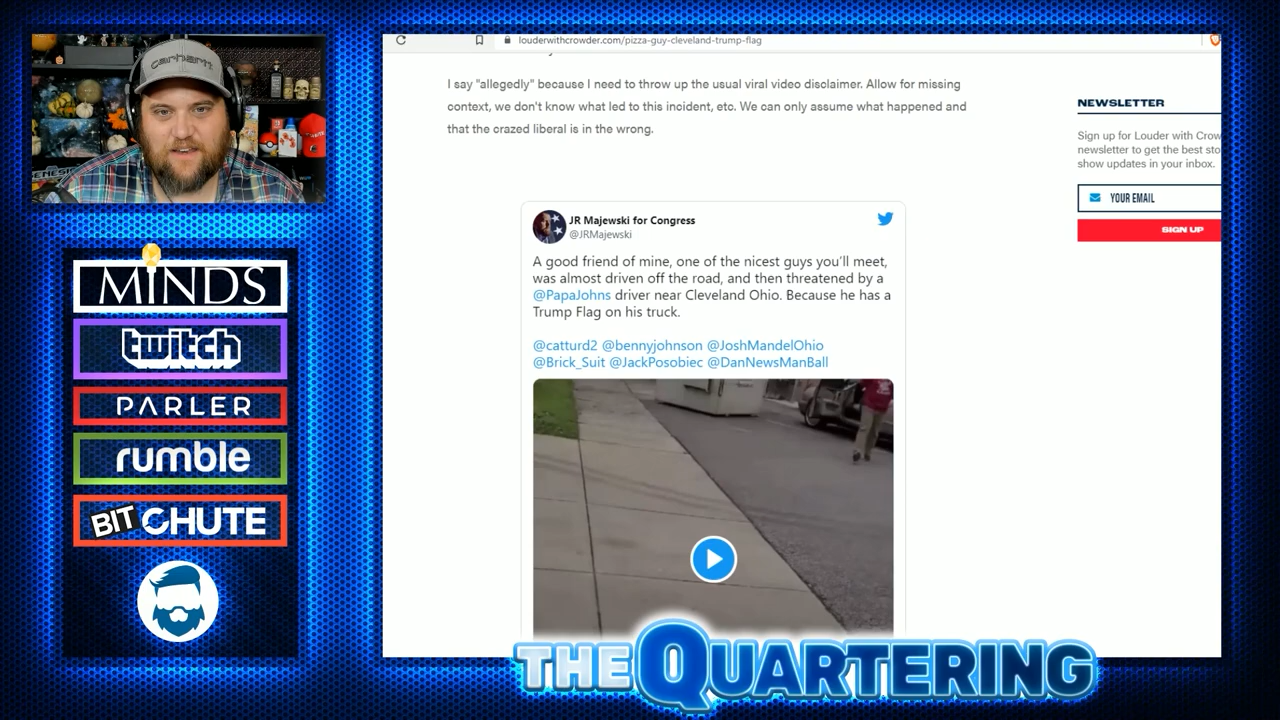 carhartt
MINDS
twitch
PARLER
rumble
BITCHUTE
louderwithcrowder.com/pizza-guy-cleveland-trump-flag
I say "allegedly" because I need to throw up the usual viral video disclaimer. Allow for missing
context, we don't know what led to this incident, etc. We can only assume what happened and
that the crazed liberal is in the wrong.
JR Majewski for Congress
@JRMajewski
A good friend of mine, one of the nicest guys you'll meet,
was almost driven off the road, and then threatened by a
@PapaJohns driver near Cleveland Ohio. Because he has a
Trump Flag on his truck.
@catturd2 @bennyjohnson @JoshMandelOhio
@Brick_Suit @JackPosobiec @DanNewsManBall
NEWSLETTER
Sign up for Louder with Crow
newsletter to get the best sto
show updates in your inbox.
YOUR EMAIL
SIGN UP
THE QUARTERING